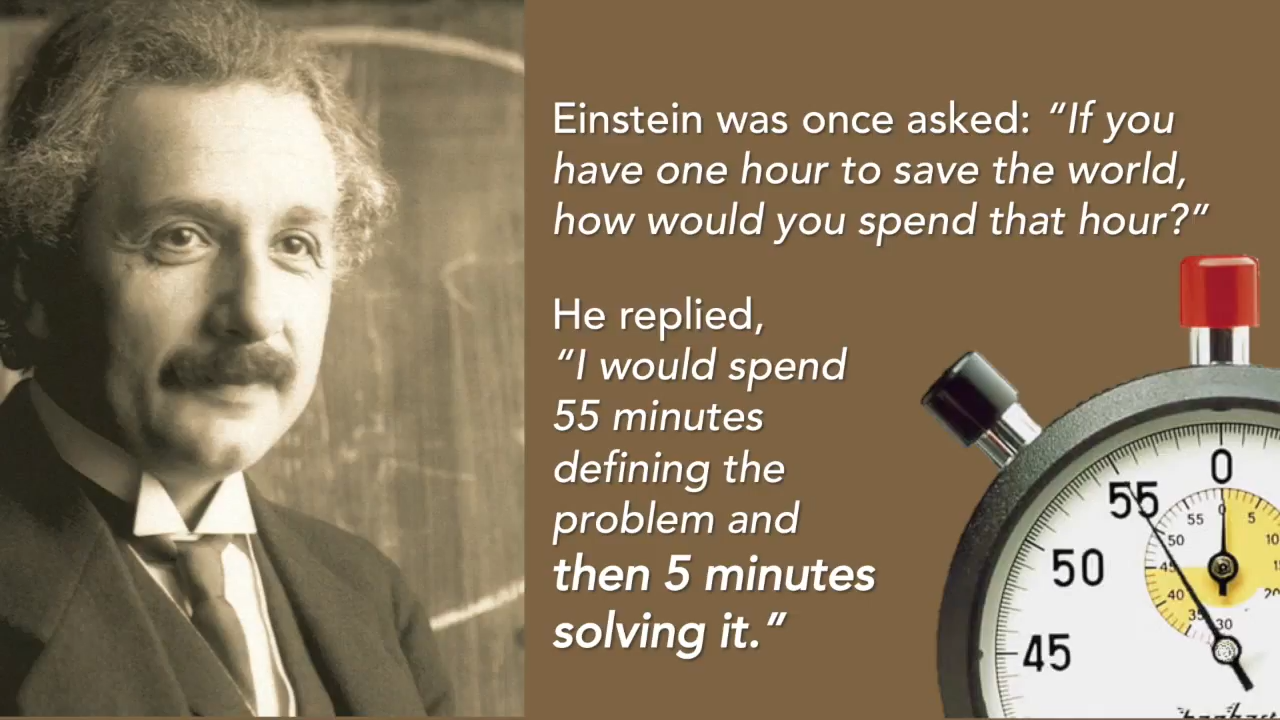 Einstein was once asked: “If you
have one hour to save the world,
how would you spend that hour?”
He replied,
“I would spend
55 minutes
defining the
problem and
then 5 minutes
solving it.”
0
55
50
45
0
5
10
55
50
45
40
35
30